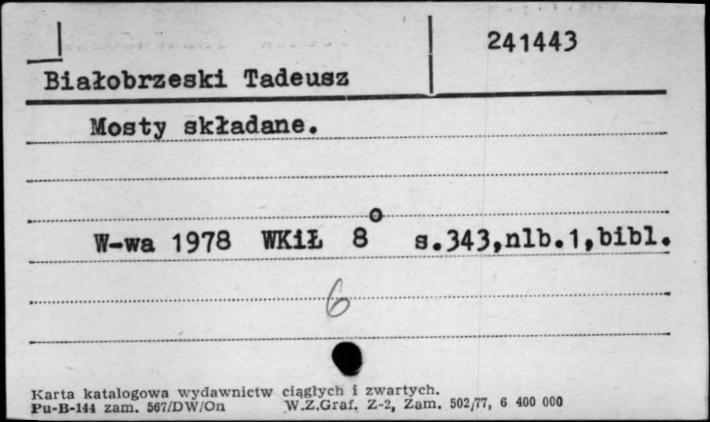 241443
Białobrzeski Tadeusz
Mosty składane.
W-wa 1978 WKiŁ 8° s.343,nlb.1,bibl.
6
Karta katalogowa wydawnictw ciągłych i zwartych.
Pu-B-144 zam. 567/DW/On W.Z.Graf. Z-2, Zam. 502/77, 6 400 000